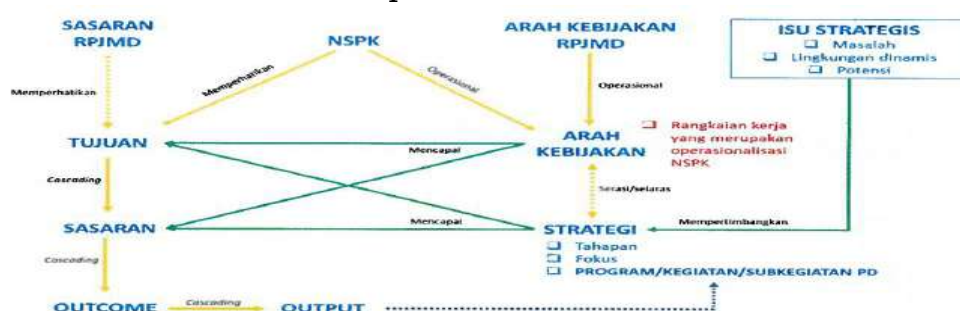 SASARAN
RPJMD
NSPK
ARAH KEBIJAKAN
RPJMD
ISU STRATEGIS
Masalah
Lingkungan dinamis
Potensi
Memperhatikan
Memperhatikan
Operasional
Operasional
TUJUAN
Mencapai
ARAH
KEBIJAKAN
Rangkaian kerja
yang merupakan
operasionalisasi
NSPK
Cascading
Serasi/selaras
SASARAN
Mencapai
STRATEGI
Mempertimbangkan
Tahapan
Fokus
PROGRAM/KEGIATAN/SUBKEGIATAN PD
Cascading
OUTCOME
Cascading
OUTPUT